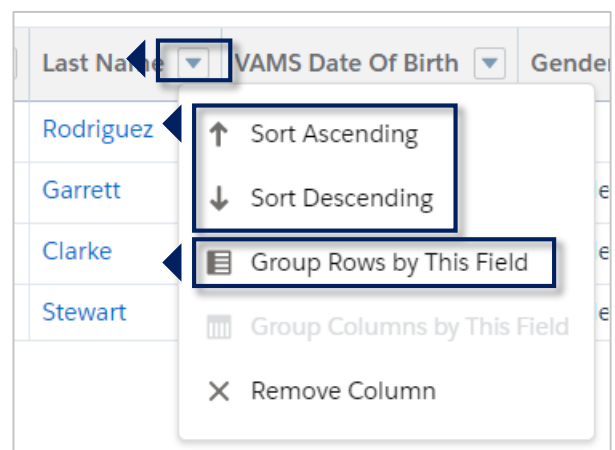 Last Name VAMS Date Of Birth Gender
Rodriguez
Sort Ascending
Garrett
Sort Descending
e
Clarke
Group Rows by This Field
e
Stewart
Group Columns by This Field
e
Remove Column